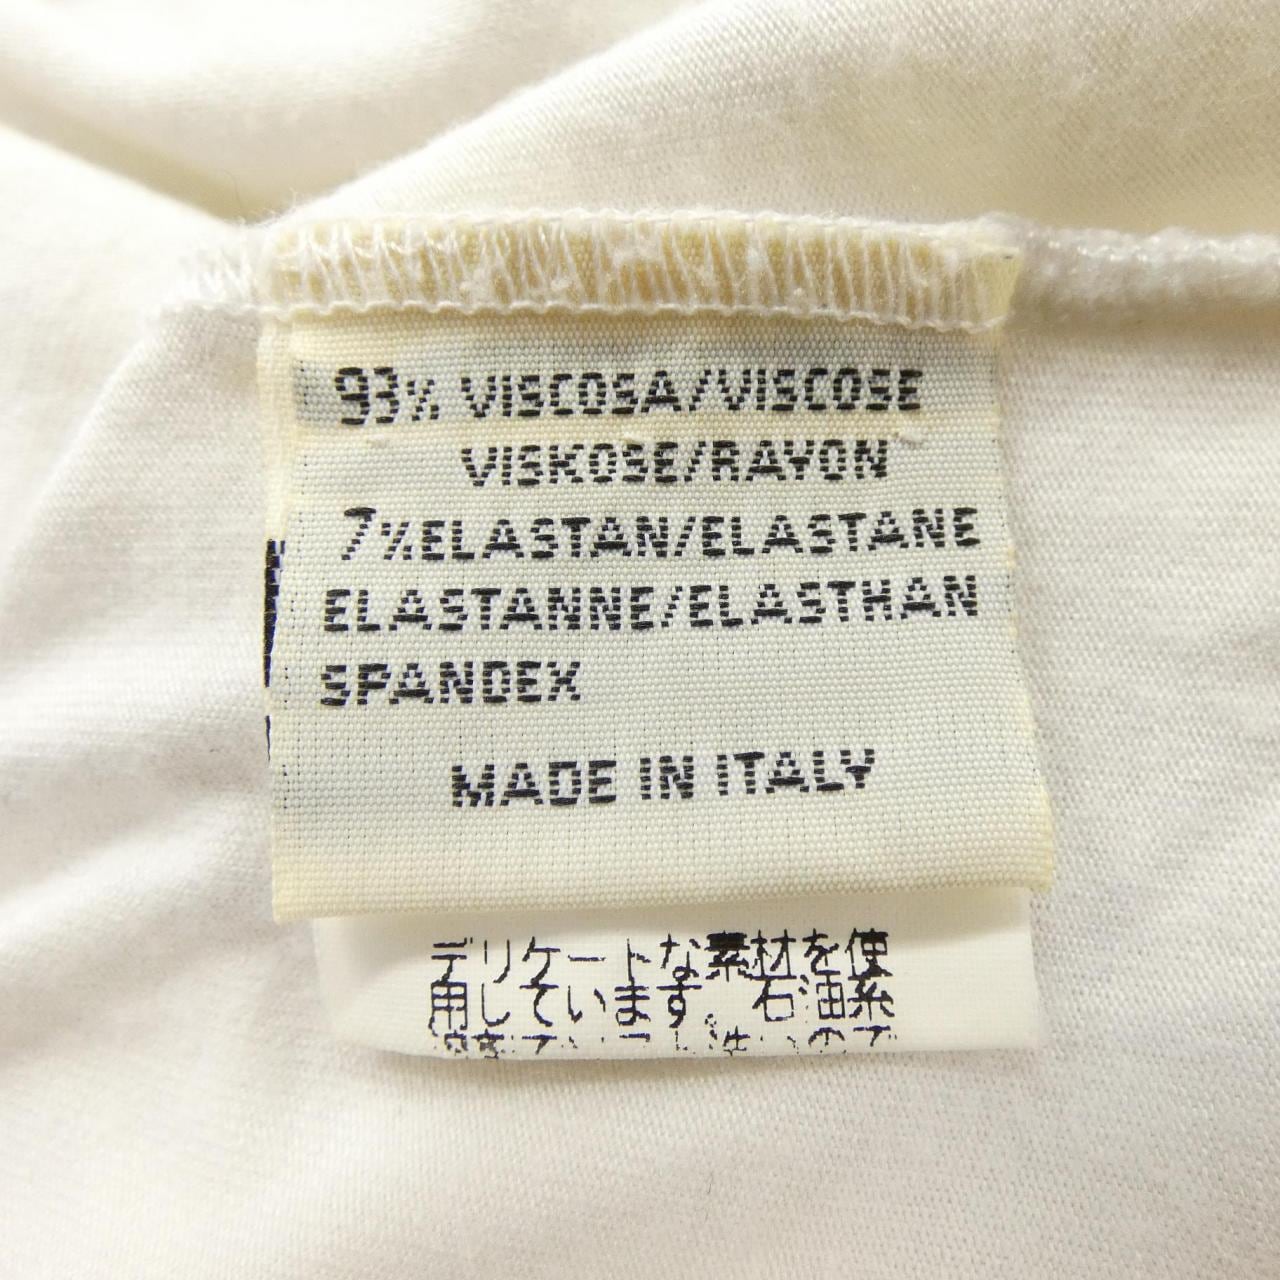 93% VISCOSA/VISCOSE
VISKOSE/RAYON
7% ELASTAN/ELASTANE
ELASTANNE/ELASTHAN
SPANDEX
MADE IN ITALY
デリケートな素材を使
用しています。石油系